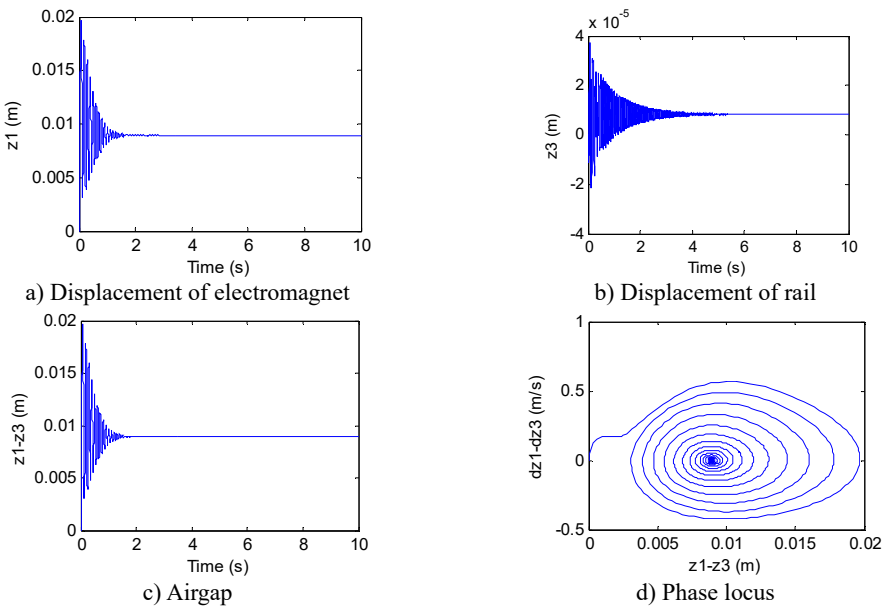 0.02
0.015
0.01
0.005
0
z1 (m)
0 2 4 6 8 10
Time (s)
a) Displacement of electromagnet
x 10^-5
4
2
0
-2
-4
z3 (m)
0 2 4 6 8 10
Time (s)
b) Displacement of rail
0.02
0.015
0.01
0.005
0
z1-z3 (m)
0 2 4 6 8 10
Time (s)
c) Airgap
1
0.5
0
-0.5
dz1-dz3 (m/s)
0 0.005 0.01 0.015 0.02
z1-z3 (m)
d) Phase locus